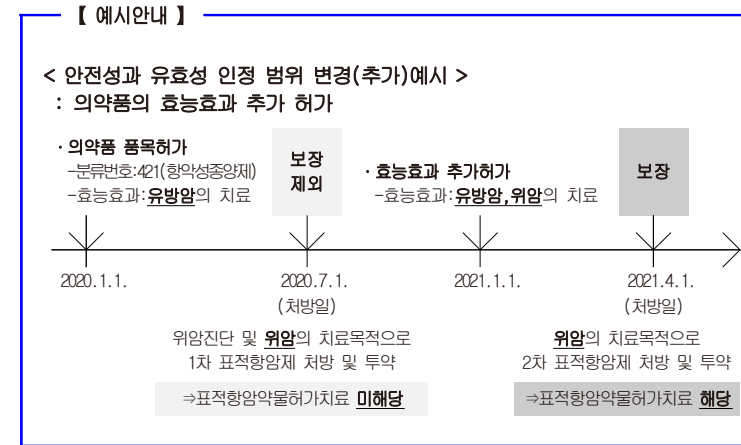 【 예시안내 】
< 안전성과 유효성 인정 범위 변경(추가)예시 >
: 의약품의 효능효과 추가 허가
· 의약품 품목허가
-분류번호:421(항악성종양제)
-효능효과:유방암의 치료
보장
제외
· 효능효과 추가허가
-효능효과:유방암,위암의 치료
보장
2020.1.1.
2020.7.1.
(처방일)
2021.1.1.
2021.4.1.
(처방일)
위암진단 및 위암의 치료목적으로
1차 표적항암제 처방 및 투약
⇒표적항암약물허가치료 미해당
위암의 치료목적으로
2차 표적항암제 처방 및 투약
⇒표적항암약물허가치료 해당